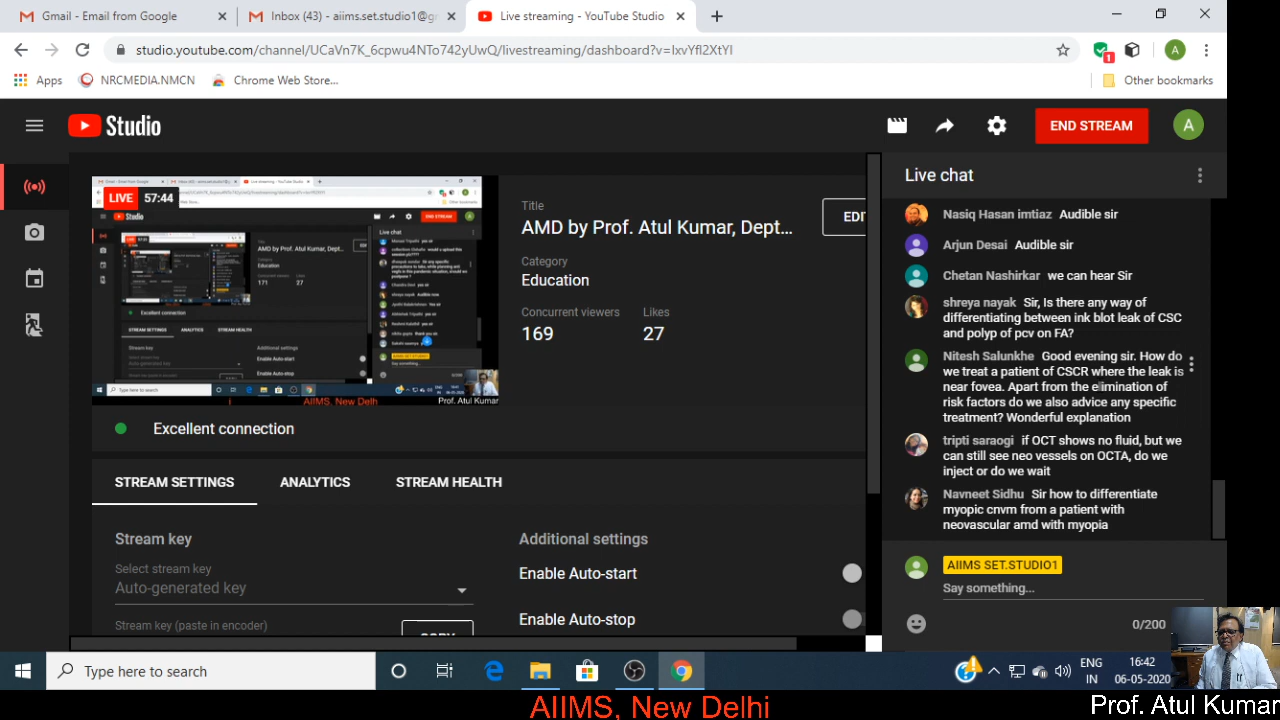 Gmail - Email from Google
Inbox (43) - aiims.set.studio1@g
Live streaming - YouTube Studio
studio.youtube.com/channel/UCaVn7K_6cpwu4NTo742yUwQ/livestreaming/dashboard?v=IxvYfl2XtYI
1
A
Apps
NRCMEDIA.NMCN
Chrome Web Store...
Other bookmarks
Studio
END STREAM
A
LIVE 57:44
Title
AMD by Prof. Atul Kumar, Dept...
EDI
Category
Education
Concurrent viewers
Likes
169
27
Excellent connection
STREAM SETTINGS
ANALYTICS
STREAM HEALTH
Stream key
Select stream key
Auto-generated key
Stream key (paste in encoder)
COPY
Additional settings
Enable Auto-start
Enable Auto-stop
Live chat
Nasiq Hasan imtiaz Audible sir
Arjun Desai Audible sir
Chetan Nashirkar we can hear Sir
shreya nayak Sir, Is there any way of
differentiating between ink blot leak of CSC
and polyp of pcv on FA?
Nitesh Salunkhe Good evening sir. How do
we treat a patient of CSCR where the leak is
over fovea. Apart from the elimination of
risk factors do we also advice any specific
treatment? Wonderful explanation
tripti saraogi if OCT shows no fluid, but we
can still see neo vessels on OCTA, do we
inject or do we wait
Navneet Sidhu Sir how to differentiate
myopic cnvm from a patient with
neovascular amd with myopia
AIIMS SET.STUDIO1
Say something...
0/200
Type here to search
ENG
IN
16:42
06-05-2020
AIIMS, New Delhi
Prof. Atul Kumar